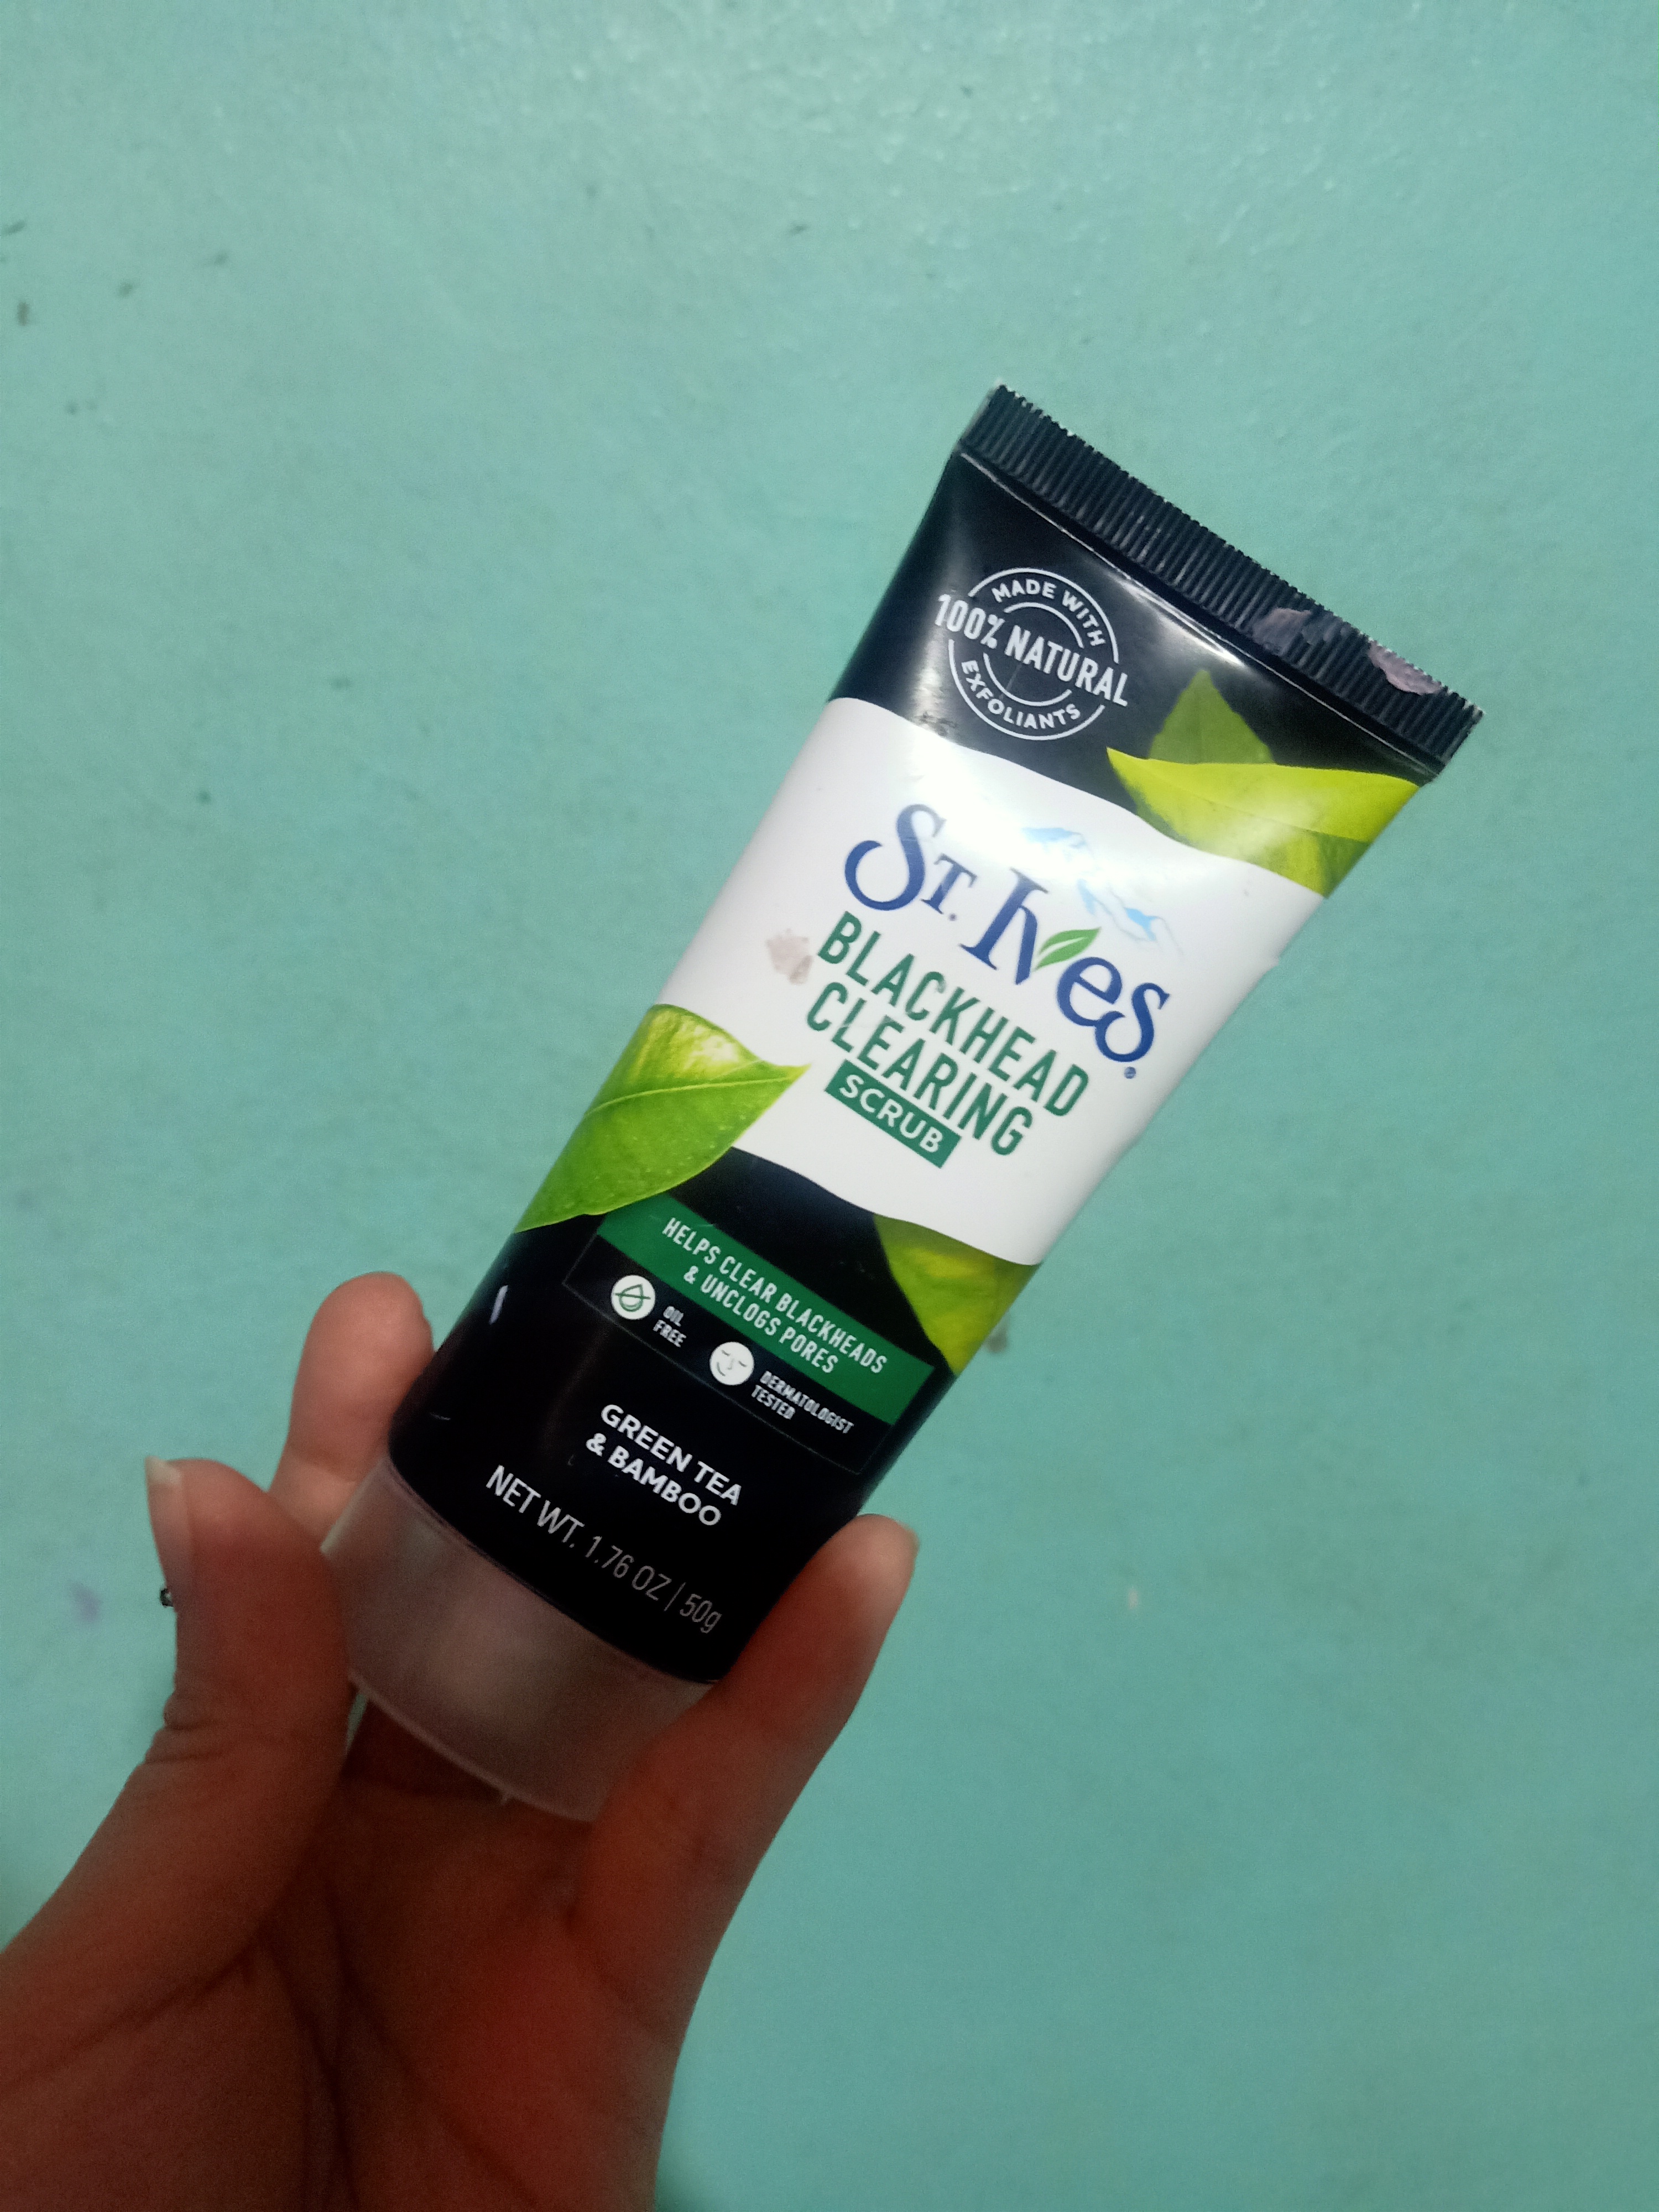 MADE WITH
100% NATURAL
EXFOLIANTS
ST. Ives®
BLACKHEAD
CLEARING
SCRUB
HELPS CLEAR BLACKHEADS
& UNCLOGS PORES
OIL
FREE
DERMATOLOGIST
TESTED
GREEN TEA
& BAMBOO
NET WT. 1.76 OZ | 50g